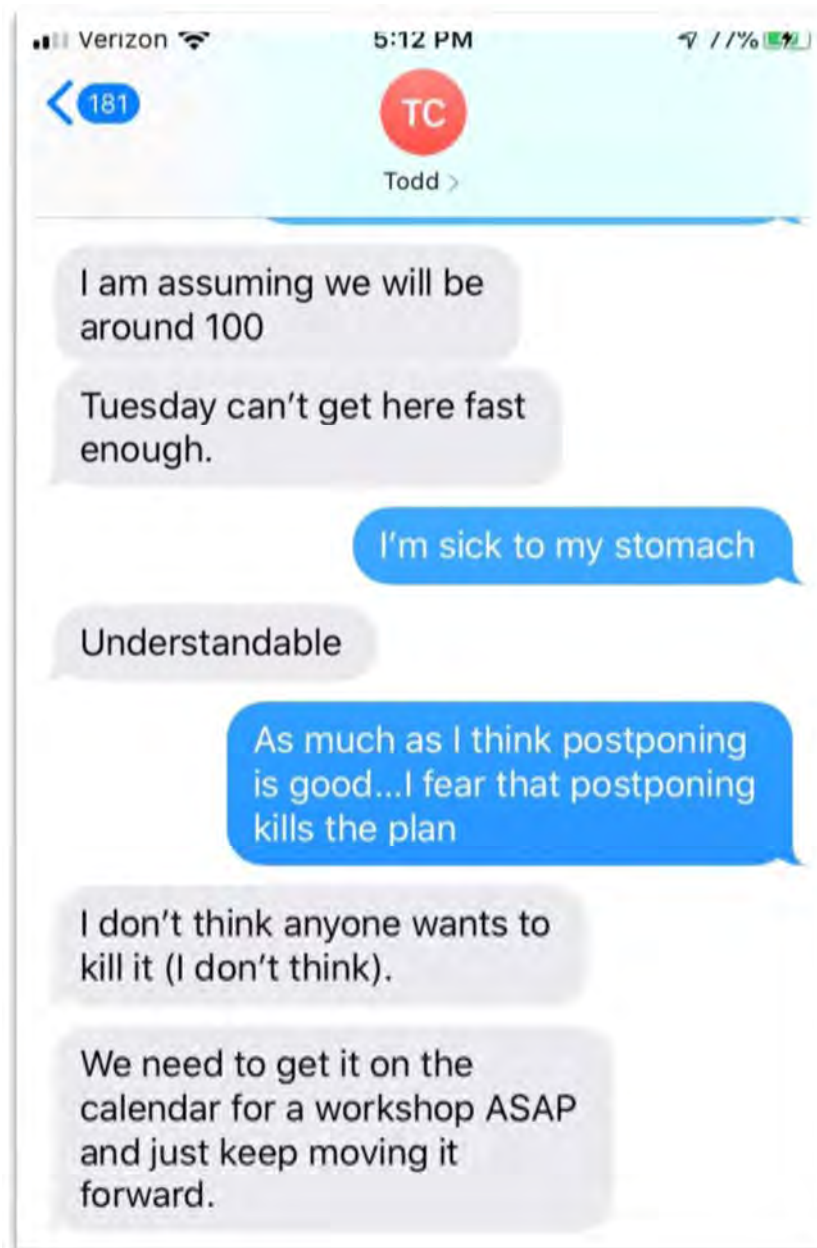 Verizon 5:12 PM 77%
181
TC
Todd >
I am assuming we will be
around 100
Tuesday can't get here fast
enough.
I'm sick to my stomach
Understandable
As much as I think postponing
is good...I fear that postponing
kills the plan
I don't think anyone wants to
kill it (I don't think).
We need to get it on the
calendar for a workshop ASAP
and just keep moving it
forward.